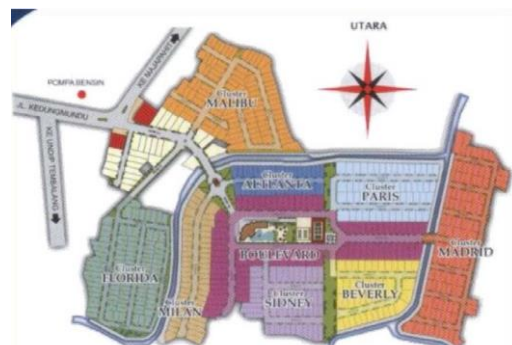 UTARA
KE MAJAPAHIT
POMPA BENSIN
JL. KEDUNGMUNDU
KE UNDIP TEMBALANG
Cluster
MALIBU
Cluster
ATLANTA
Cluster
PARIS
BOULEVARD
Cluster
MADRID
Cluster
FLORIDA
Cluster
MILAN
Cluster
SIDNEY
Cluster
BEVERLY